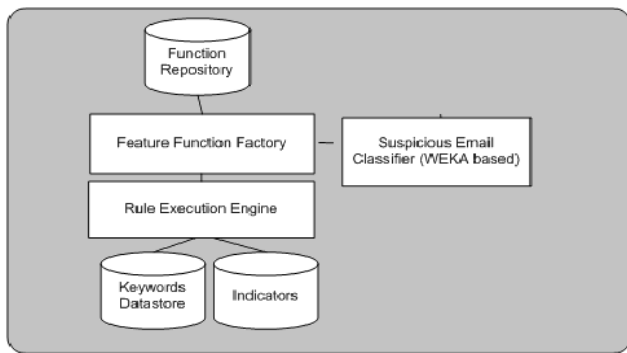 Function
Repository
Feature Function Factory
Suspicious Email
Classifier (WEKA based)
Rule Execution Engine
Keywords
Datastore
Indicators